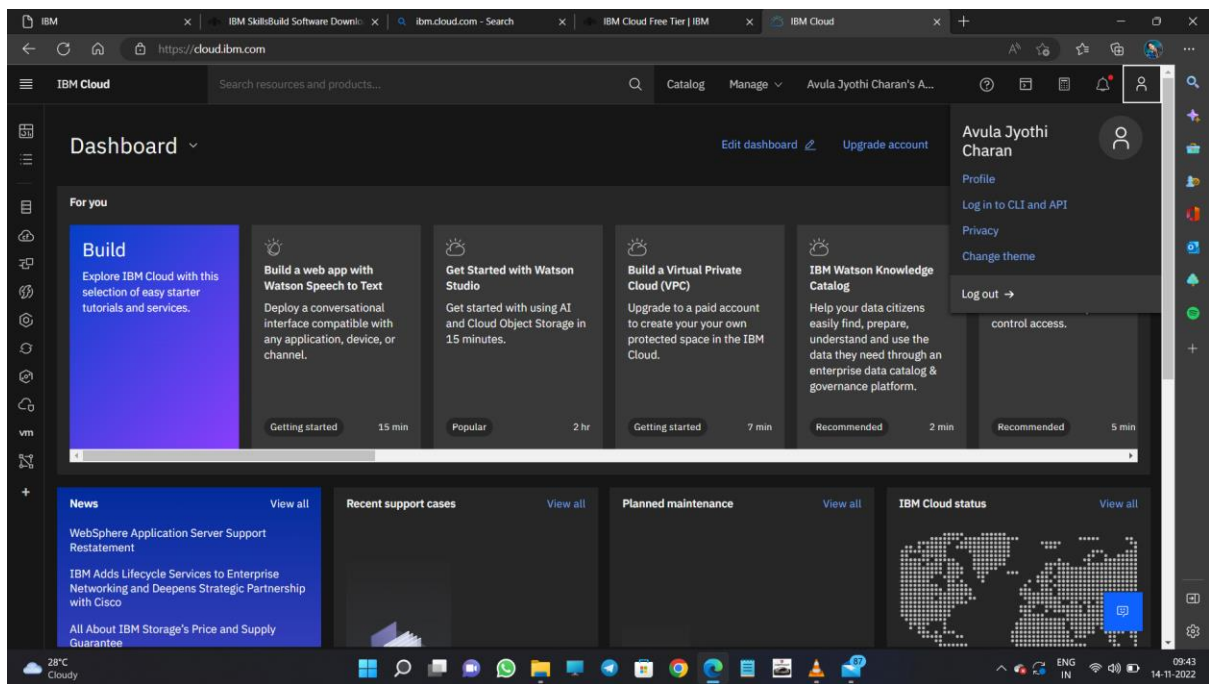 IBM
IBM SkillsBuild Software Downlo
ibm.cloud.com - Search
IBM Cloud Free Tier | IBM
IBM Cloud
https://cloud.ibm.com
IBM Cloud
Search resources and products...
Catalog
Manage
Avula Jyothi Charan's A...
Dashboard
Edit dashboard
Upgrade account
Avula Jyothi
Charan
Profile
Log in to CLI and API
Privacy
Change theme
Log out →
For you
Build
Explore IBM Cloud with this
selection of easy starter
tutorials and services.
Build a web app with
Watson Speech to Text
Deploy a conversational
interface compatible with
any application, device, or
channel.
Getting started 15 min
Get Started with Watson
Studio
Get started with using AI
and Cloud Object Storage in
15 minutes.
Popular 2 hr
Build a Virtual Private
Cloud (VPC)
Upgrade to a paid account
to create your your own
protected space in the IBM
Cloud.
Getting started 7 min
IBM Watson Knowledge
Catalog
Help your data citizens
easily find, prepare,
understand and use the
data they need through an
enterprise data catalog &
governance platform.
Recommended 2 min
control access.
Recommended 5 min
vm
News View all
WebSphere Application Server Support
Restatement
IBM Adds Lifecycle Services to Enterprise
Networking and Deepens Strategic Partnership
with Cisco
All About IBM Storage's Price and Supply
Guarantee
Recent support cases View all
Planned maintenance View all
IBM Cloud status View all
28°C
Cloudy
87
ENG
IN
09:43
14-11-2022